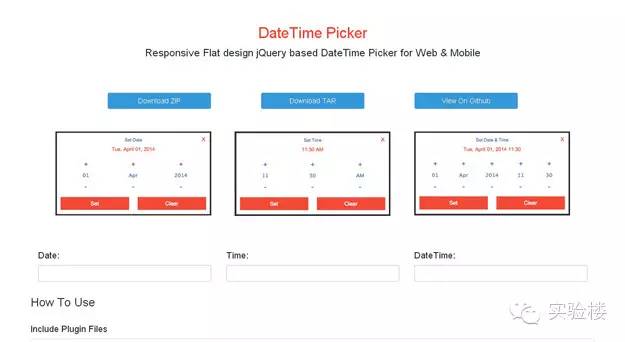 DateTime Picker
Responsive Flat design jQuery based DateTime Picker for Web & Mobile
Download ZIP Download TAR View On Github
Set Date X
Tue, April 01, 2014
+ + +
01 Apr 2014
- - -
Set Clear
Set Time X
11:30 AM
+ + +
11 30 AM
- - -
Set Clear
Set Date & Time X
Tue, April 01, 2014 11:30
+ + + + +
01 Apr 2014 11 30
- - - - -
Set Clear
Date: Time: DateTime:
How To Use
实验楼
Include Plugin Files